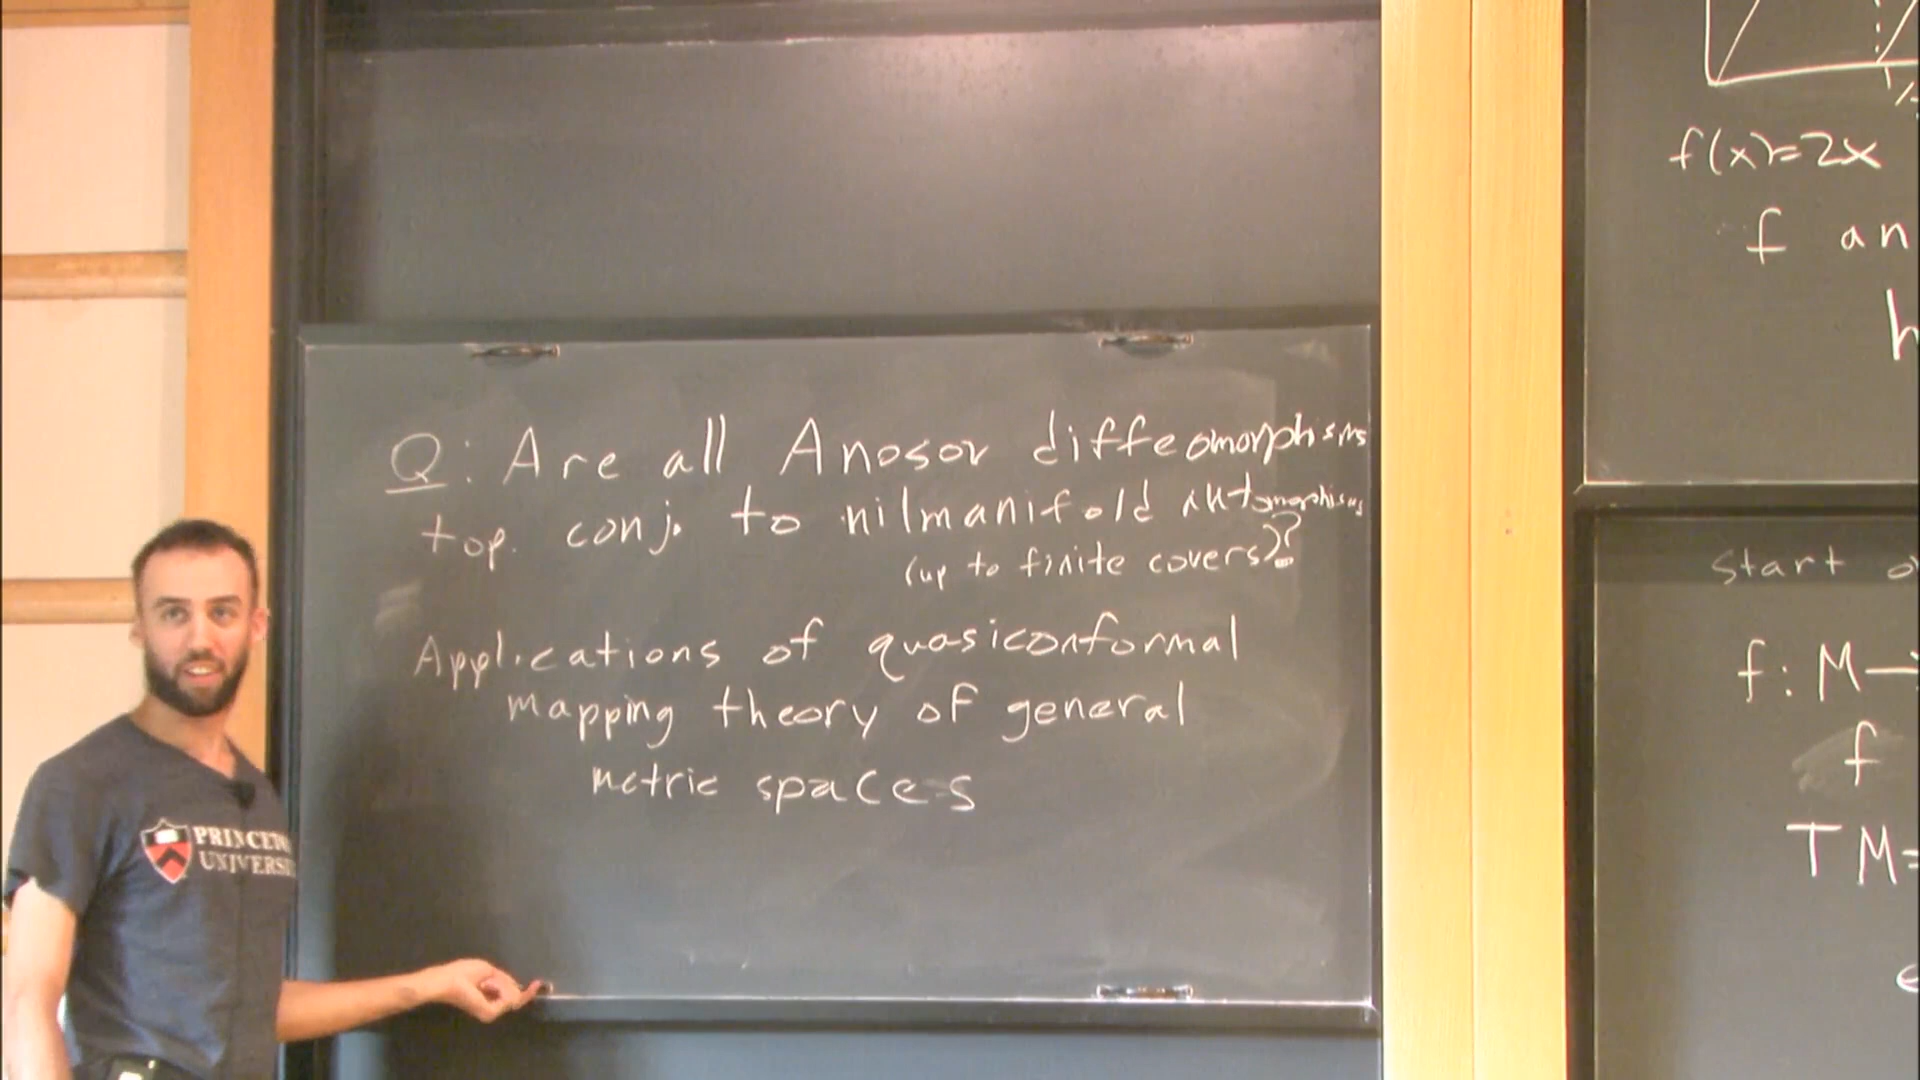 Q: Are all Anosov diffeomorphisms
top. conj. to nilmanifold automorphisms
(up to finite covers)?
Applications of quasiconformal
mapping theory of general
metric spaces
PRINCETON
UNIVERSI
f(x)=2x
f an
h
start
f: M→
f
TM=